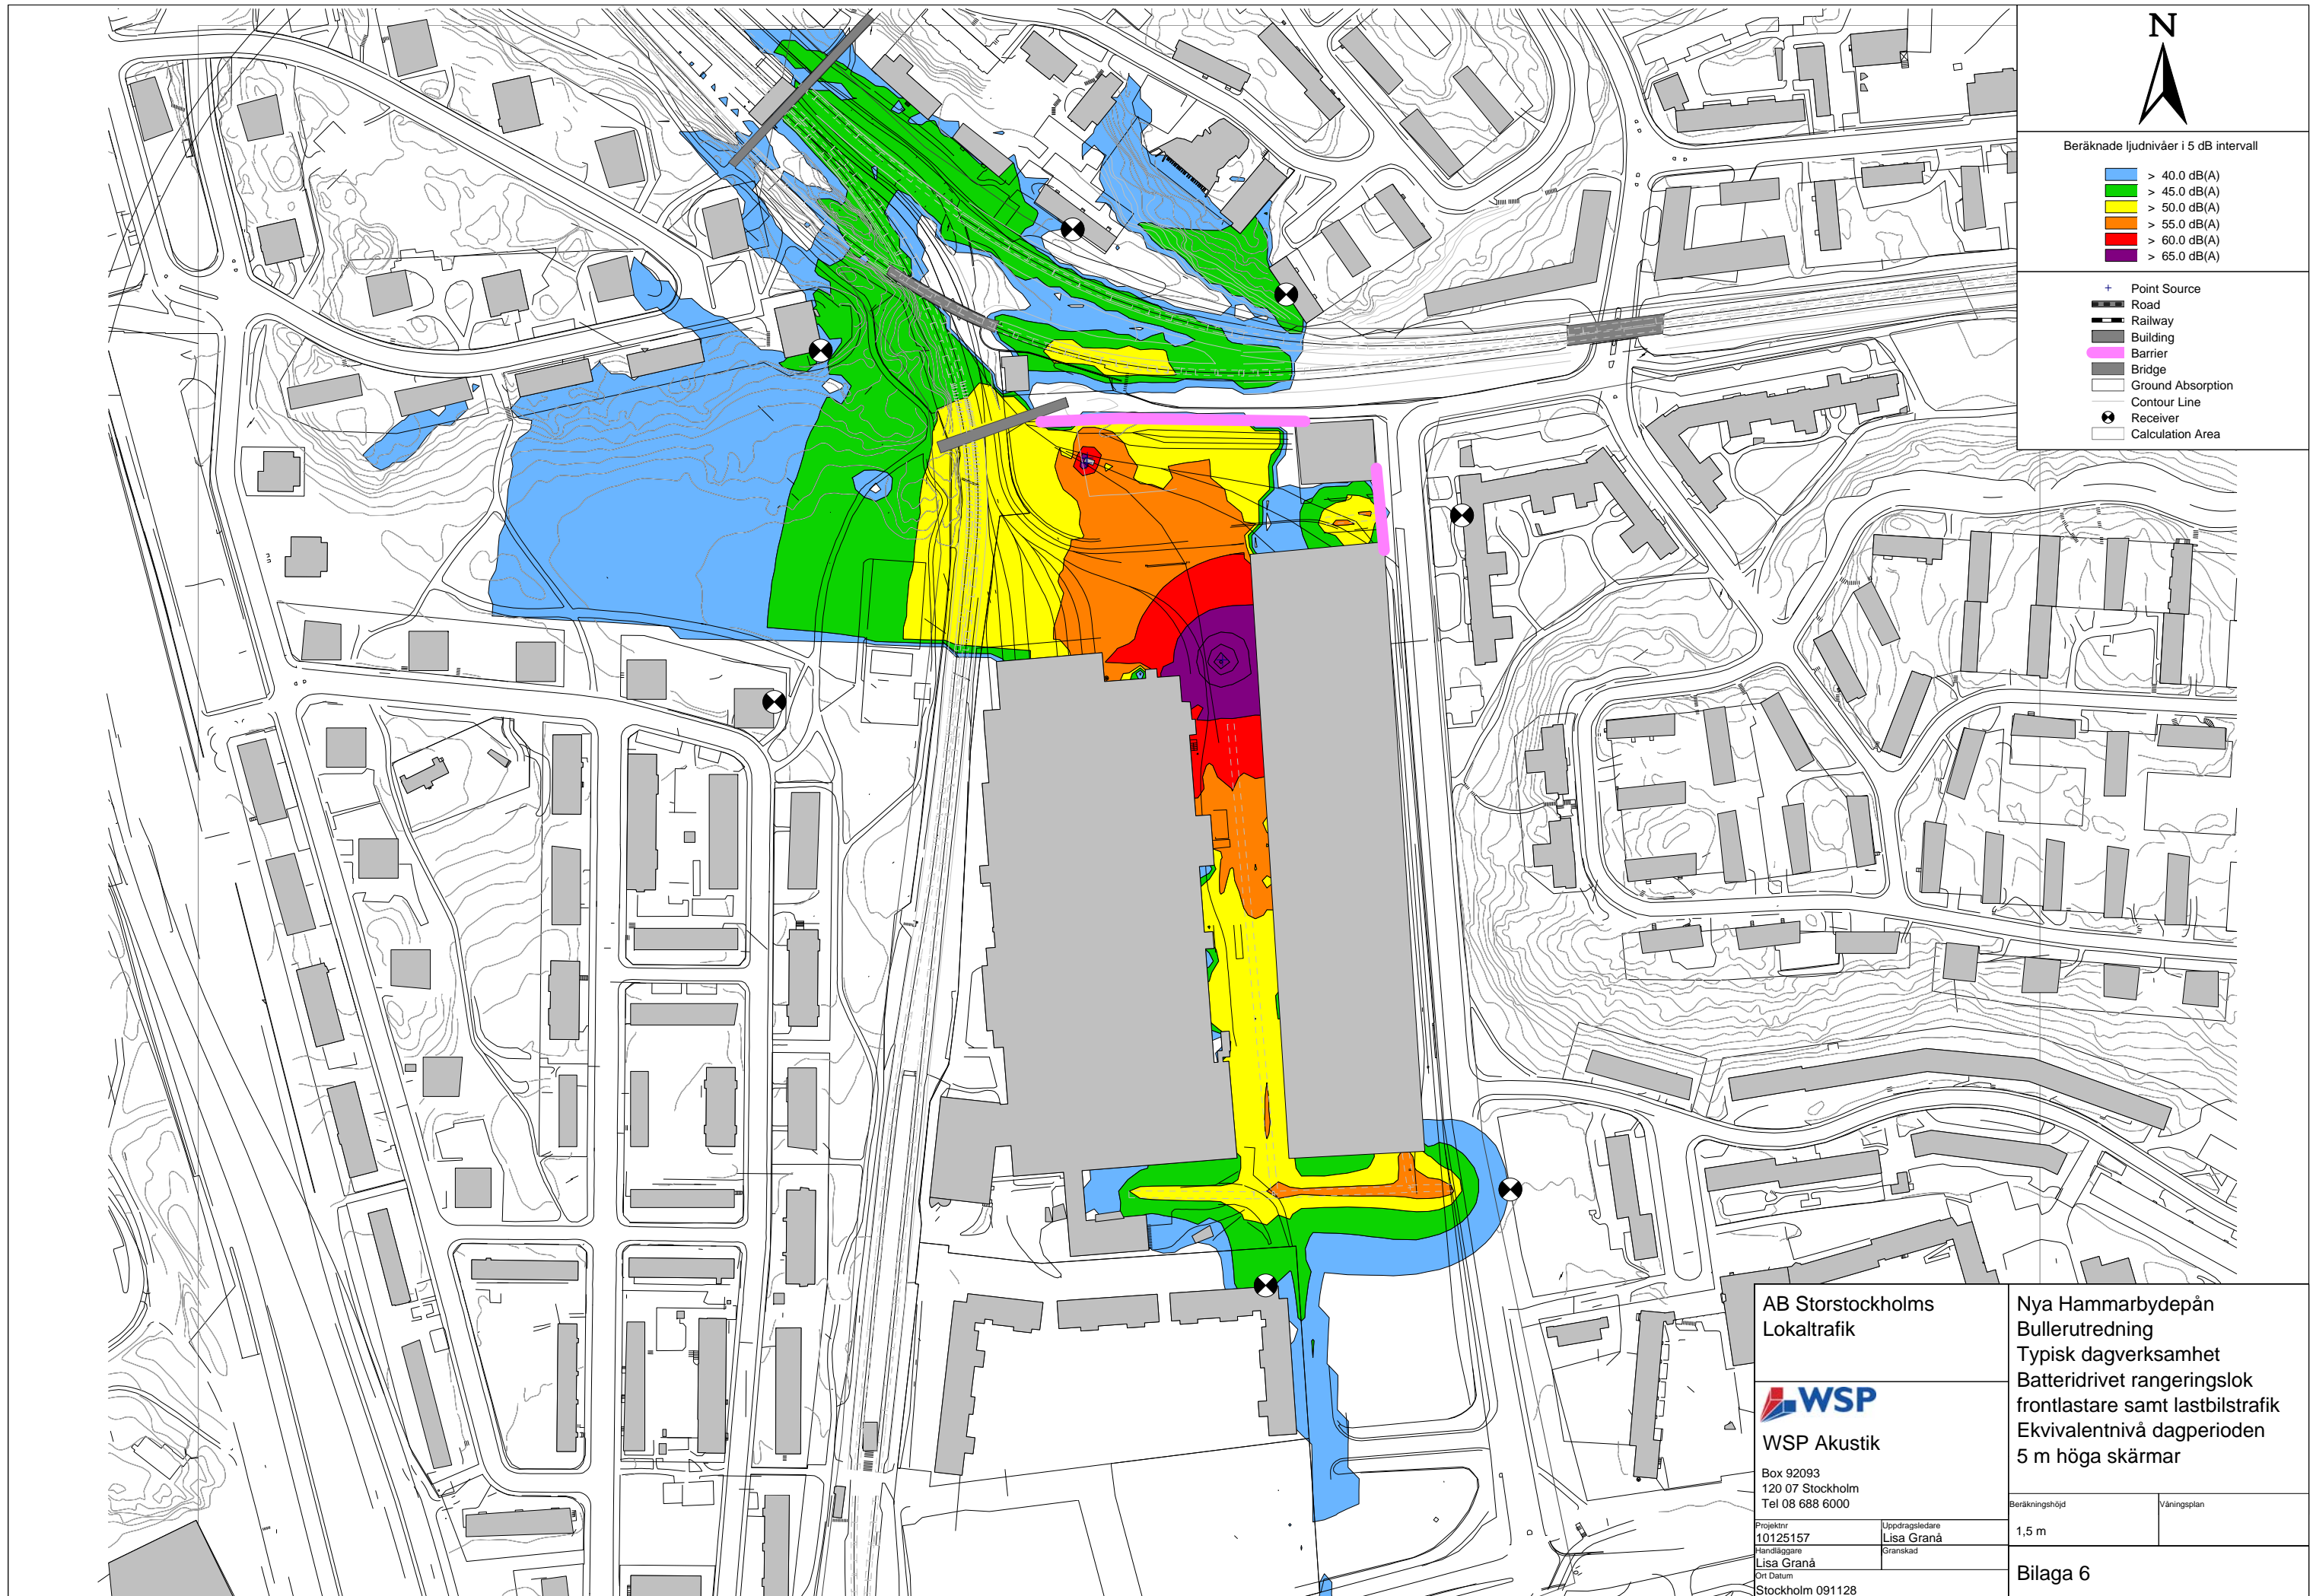 N
Beräknade ljudnivåer i 5 dB intervall
> 40.0 dB(A)
> 45.0 dB(A)
> 50.0 dB(A)
> 55.0 dB(A)
> 60.0 dB(A)
> 65.0 dB(A)
Point Source
Road
Railway
Building
Barrier
Bridge
Ground Absorption
Contour Line
Receiver
Calculation Area
AB Storstockholms
Lokaltrafik
WSP
WSP Akustik
Box 92093
120 07 Stockholm
Tel 08 688 6000
Projektnr
10125157
Uppdragsledare
Lisa Granå
Handläggare
Lisa Granå
Granskad
Ort Datum
Stockholm 091128
Nya Hammarbydepån
Bullerutredning
Typisk dagverksamhet
Batteridrivet rangeringslok
frontlastare samt lastbilstrafik
Ekvivalentnivå dagperioden
5 m höga skärmar
Beräkningshöjd
1,5 m
Våningsplan
Bilaga 6